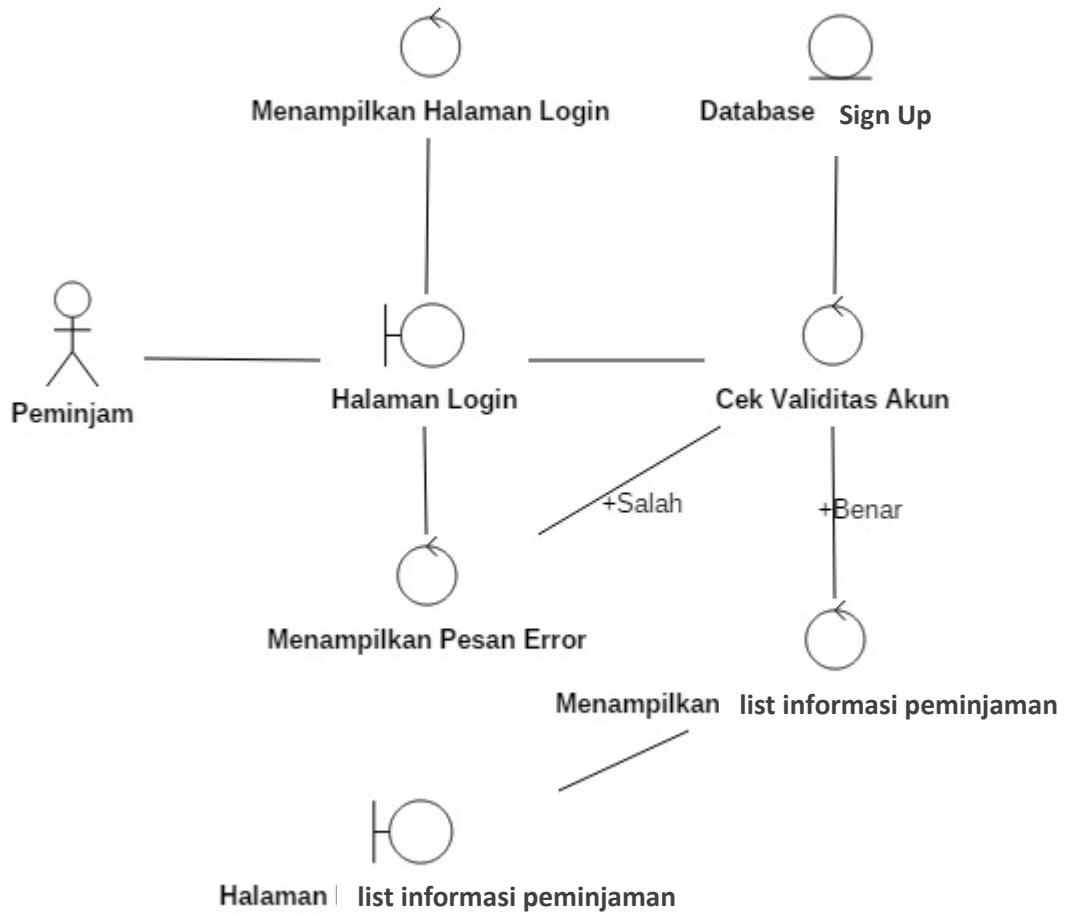 Menampilkan Halaman Login
Database Sign Up
Peminjam
Halaman Login
Cek Validitas Akun
+Salah
+Benar
Menampilkan Pesan Error
Menampilkan list informasi peminjaman
Halaman list informasi peminjaman